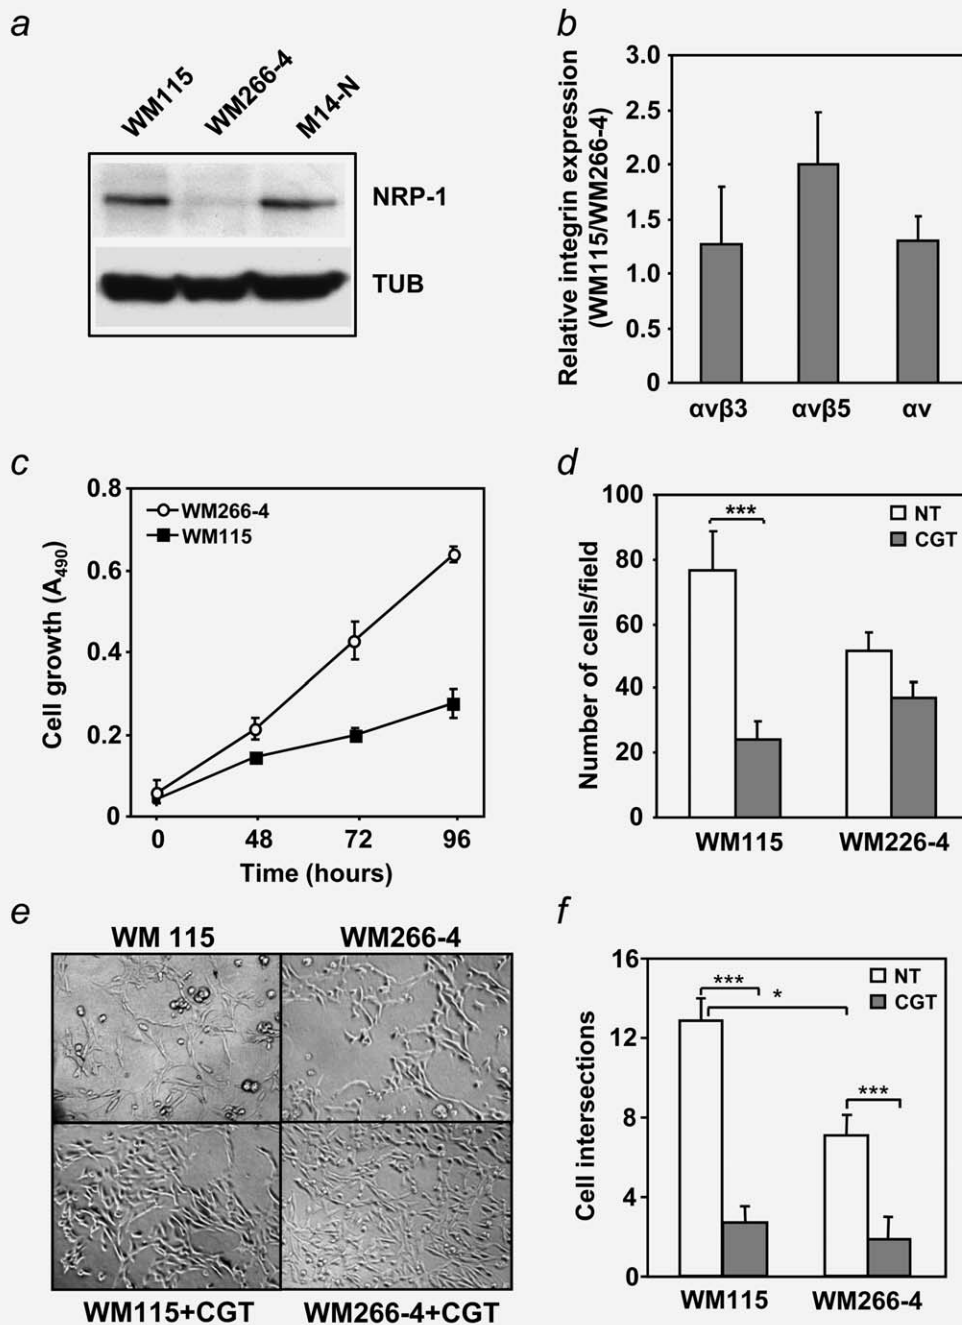 a
WM115
WM266-4
M14-N
NRP-1
TUB
b
Relative integrin expression
(WM115/WM266-4)
3.0
2.5
2.0
1.5
1.0
0.5
0
αvβ3
αvβ5
αv
c
Cell growth (A490)
0.8
0.6
0.4
0.2
0
WM266-4
WM115
0
48
72
96
Time (hours)
d
Number of cells/field
100
80
60
40
20
0
***
NT
CGT
WM115
WM226-4
e
WM 115
WM266-4
WM115+CGT
WM266-4+CGT
f
Cell intersections
16
12
8
4
0
***
*
***
NT
CGT
WM115
WM266-4